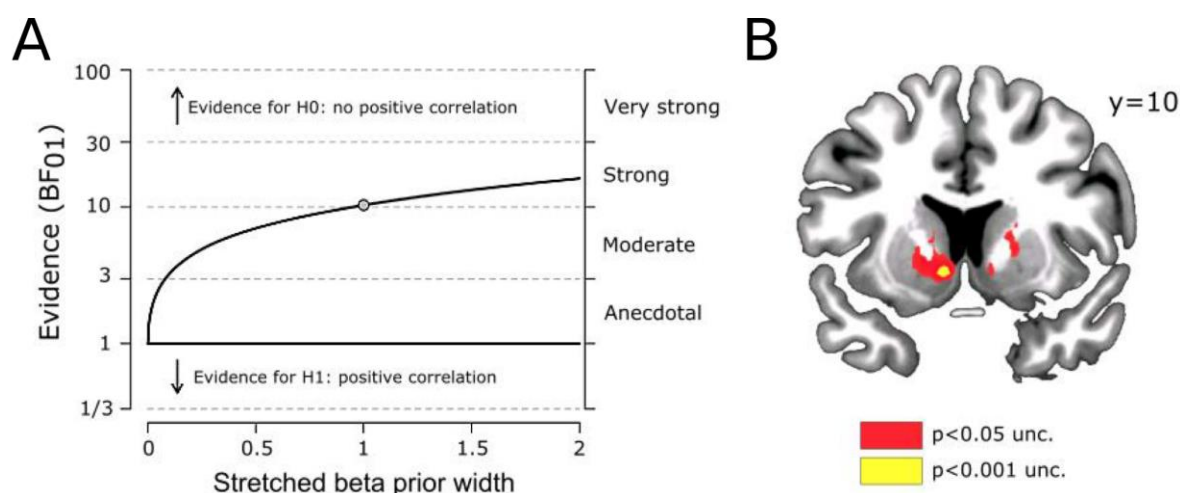 A
B
100
30
10
3
1
1/3
Evidence (BF01)
Evidence for H0: no positive correlation
Evidence for H1: positive correlation
Very strong
Strong
Moderate
Anecdotal
0
0.5
1
1.5
2
Stretched beta prior width
y=10
p<0.05 unc.
p<0.001 unc.